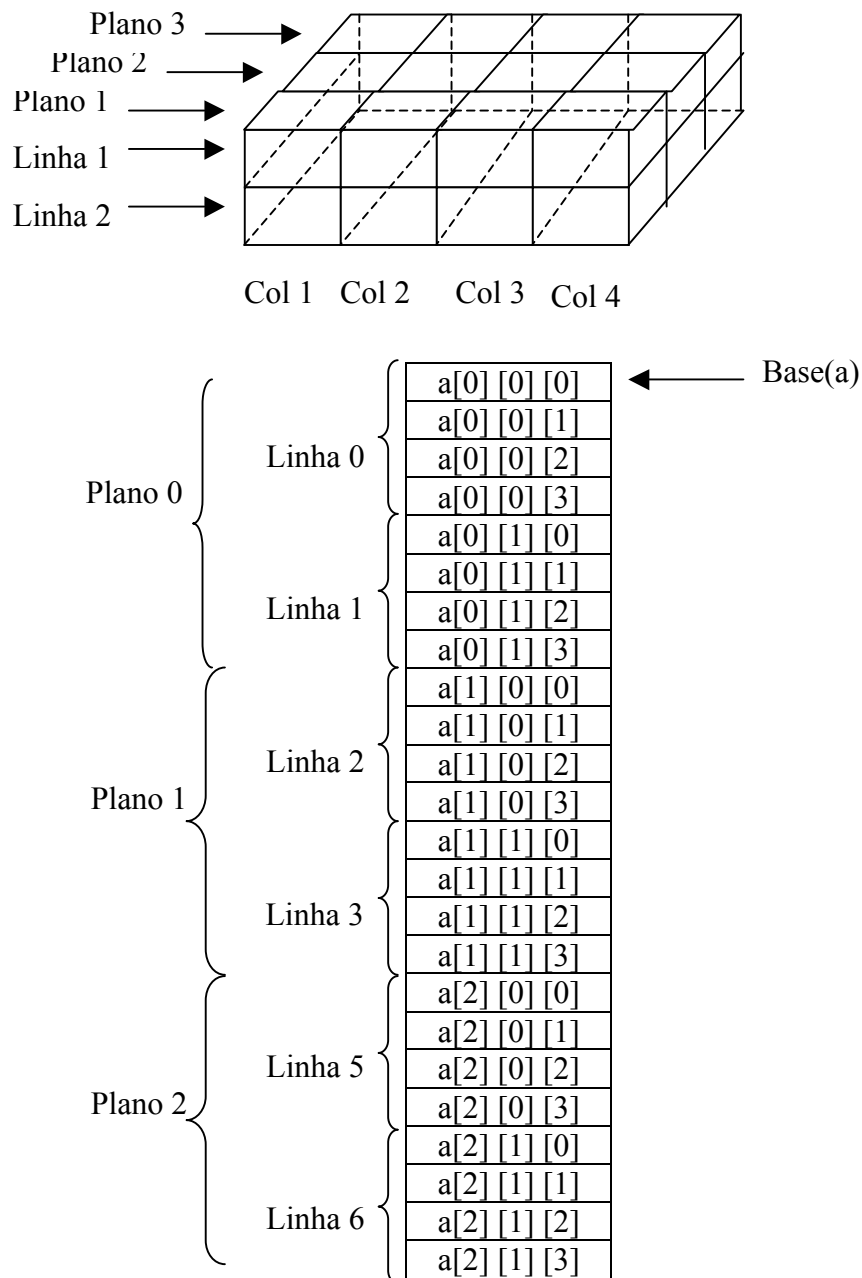 Plano 3
Plano 2
Plano 1
Linha 1
Linha 2
Col 1 Col 2 Col 3 Col 4
a[0] [0] [0] Base(a)
a[0] [0] [1]
Linha 0
a[0] [0] [2]
Plano 0
a[0] [0] [3]
a[0] [1] [0]
a[0] [1] [1]
Linha 1
a[0] [1] [2]
a[0] [1] [3]
a[1] [0] [0]
a[1] [0] [1]
Linha 2
a[1] [0] [2]
Plano 1
a[1] [0] [3]
a[1] [1] [0]
a[1] [1] [1]
Linha 3
a[1] [1] [2]
a[1] [1] [3]
a[2] [0] [0]
a[2] [0] [1]
Linha 5
a[2] [0] [2]
Plano 2
a[2] [0] [3]
a[2] [1] [0]
a[2] [1] [1]
Linha 6
a[2] [1] [2]
a[2] [1] [3]